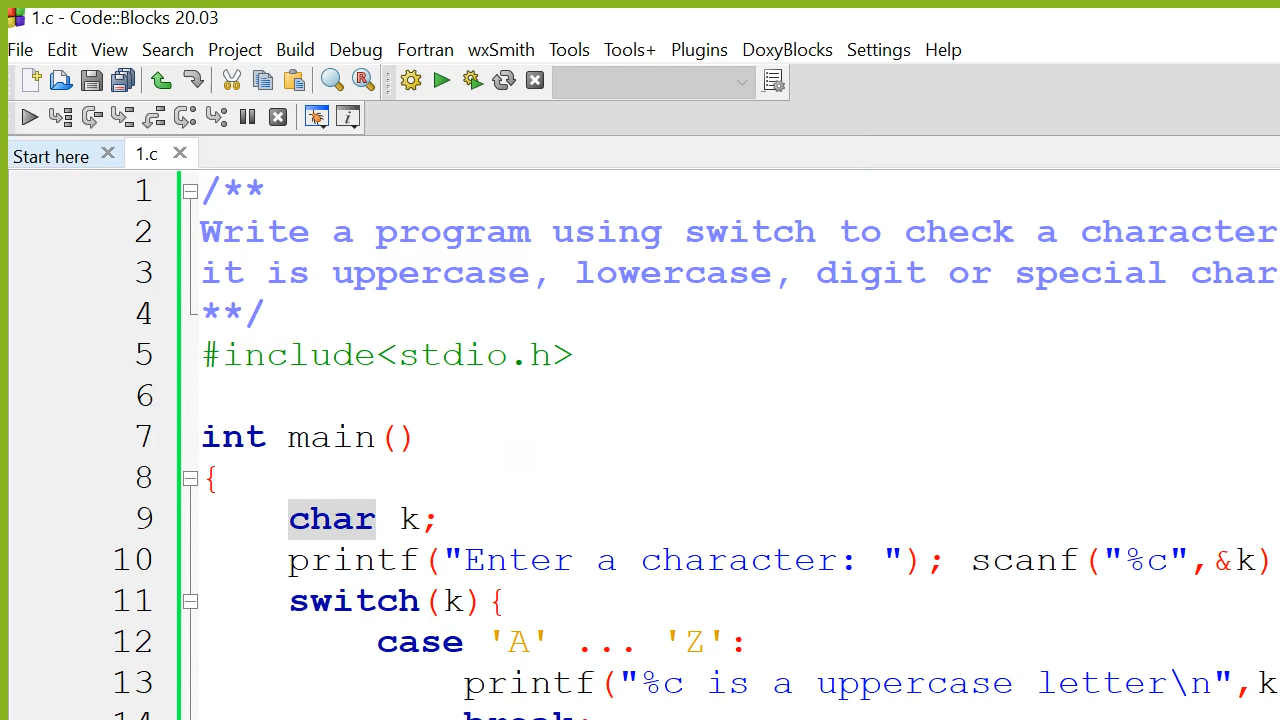 1.c - Code::Blocks 20.03
File Edit View Search Project Build Debug Fortran wxSmith Tools Tools+ Plugins DoxyBlocks Settings Help
Start here 1.c
1 /**
2 Write a program using switch to check a character
3 it is uppercase, lowercase, digit or special char
4 **/
5 #include<stdio.h>
6
7 int main()
8 {
9 char k;
10 printf("Enter a character: "); scanf("%c",&k)
11 switch(k){
12 case 'A' ... 'Z':
13 printf("%c is a uppercase letter\n",k
14 break;